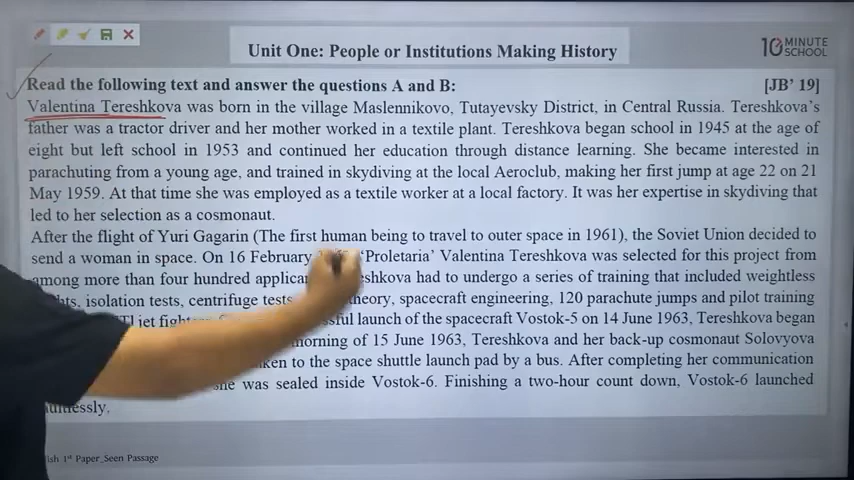 Unit One: People or Institutions Making History
10 MINUTE SCHOOL
Read the following text and answer the questions A and B: [JB’ 19]
Valentina Tereshkova was born in the village Maslennikovo, Tutayevsky District, in Central Russia. Tereshkova’s
father was a tractor driver and her mother worked in a textile plant. Tereshkova began school in 1945 at the age of
eight but left school in 1953 and continued her education through distance learning. She became interested in
parachuting from a young age, and trained in skydiving at the local Aeroclub, making her first jump at age 22 on 21
May 1959. At that time she was employed as a textile worker at a local factory. It was her expertise in skydiving that
led to her selection as a cosmonaut.
After the flight of Yuri Gagarin (The first human being to travel to outer space in 1961), the Soviet Union decided to
send a woman in space. On 16 February ‘Proletaria’ Valentina Tereshkova was selected for this project from
among more than four hundred had to undergo a series of training that included weightless
isolation tests, centrifuge tests spacecraft engineering, 120 parachute jumps and pilot training
jet launch of the spacecraft Vostok-5 on 14 June 1963, Tereshkova began
morning of 15 June 1963, Tereshkova and her back-up cosmonaut Solovyova
to the space shuttle launch pad by a bus. After completing her communication
was sealed inside Vostok-6. Finishing a two-hour count down, Vostok-6 launched
1st Paper_Seen Passage